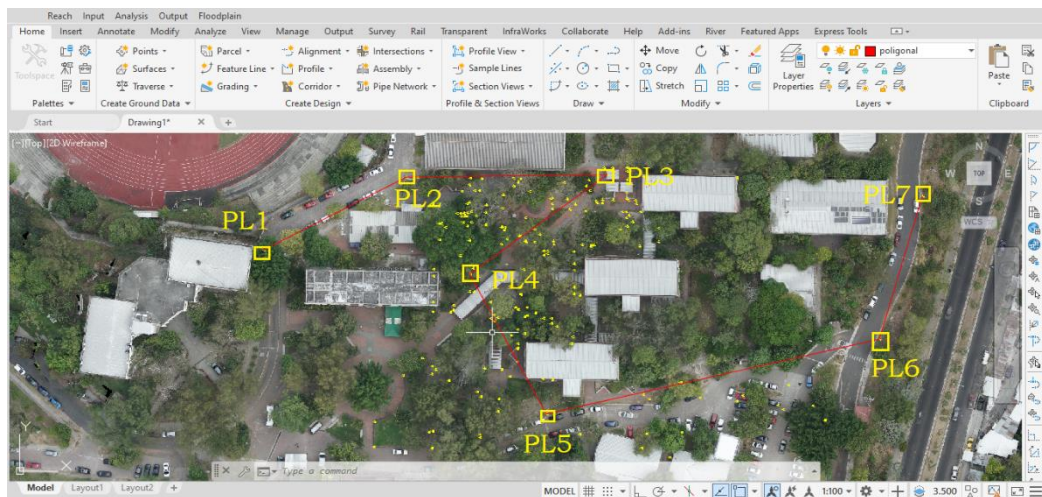 Reach Input Analysis Output Floodplain
Home Insert Annotate Modify Analyze View Manage Output Survey Rail Transparent InfraWorks Collaborate Help Add-ins River Featured Apps Express Tools
Toolspace
Points
Surfaces
Traverse
Parcel
Feature Line
Grading
Alignment
Profile
Corridor
Intersections
Assembly
Pipe Network
Profile View
Sample Lines
Section Views
Move
Copy
Stretch
Layer
Properties
poligonal
Paste
Palettes Create Ground Data Create Design Profile & Section Views Draw Modify Layers Clipboard
Start Drawing1* × +
[-][Top][2D Wireframe]
N
W TOP E
S
WCS
PL1
PL2
PL3
PL4
PL5
PL6
PL7
Y
X
Type a command
Model Layout1 Layout2 + MODEL 1:100 3.500